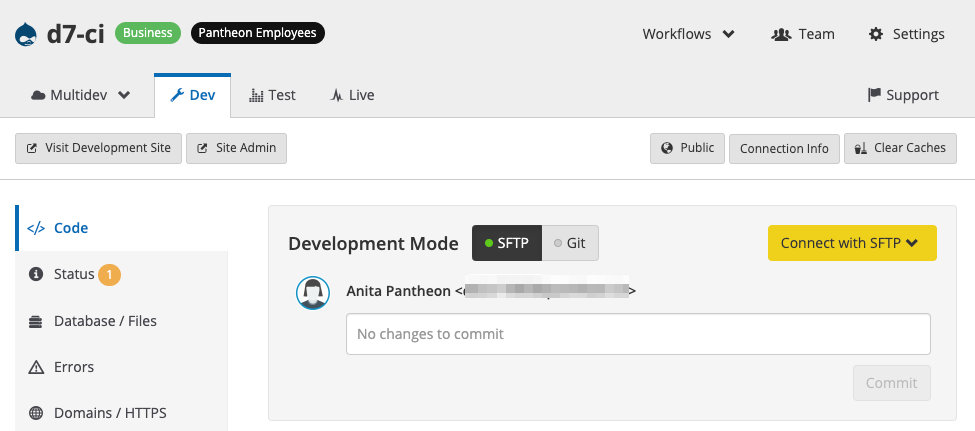 d7-ci Business Pantheon Employees Workflows Team Settings
Multidev Dev Test Live Support
Visit Development Site Site Admin Public Connection Info Clear Caches
Code
Status 1
Database / Files
Errors
Domains / HTTPS
Development Mode SFTP Git Connect with SFTP
Anita Pantheon < >
No changes to commit
Commit